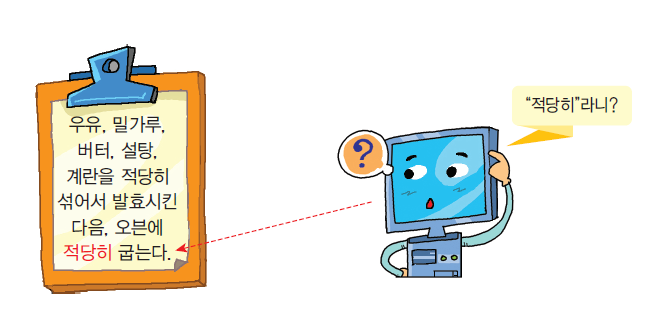 우유, 밀가루,
버터, 설탕,
계란을 적당히
섞어서 발효시킨
다음, 오븐에
적당히 굽는다.
“적당히”라니?
?